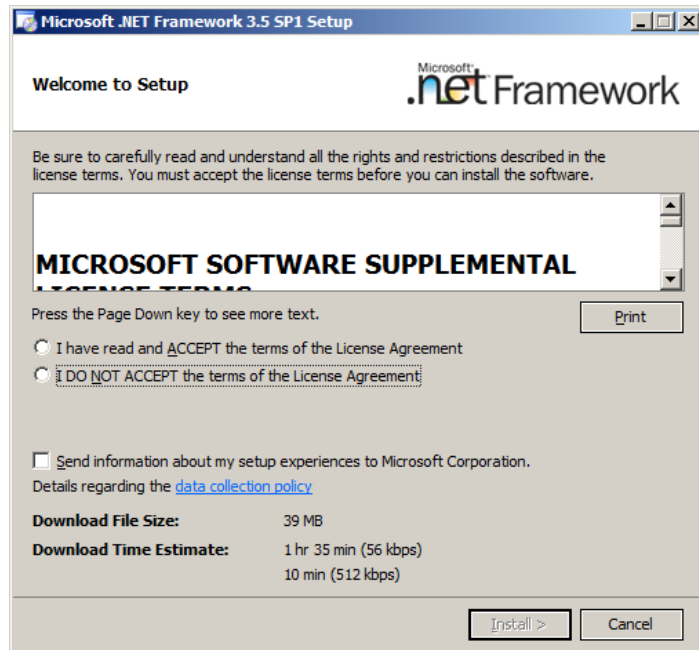 Microsoft .NET Framework 3.5 SP1 Setup
Welcome to Setup
Microsoft
.net Framework
Be sure to carefully read and understand all the rights and restrictions described in the
license terms. You must accept the license terms before you can install the software.
MICROSOFT SOFTWARE SUPPLEMENTAL
LICENSE TERMS
Press the Page Down key to see more text.
Print
I have read and ACCEPT the terms of the License Agreement
I DO NOT ACCEPT the terms of the License Agreement
Send information about my setup experiences to Microsoft Corporation.
Details regarding the data collection policy
Download File Size: 39 MB
Download Time Estimate: 1 hr 35 min (56 kbps)
10 min (512 kbps)
Install >
Cancel